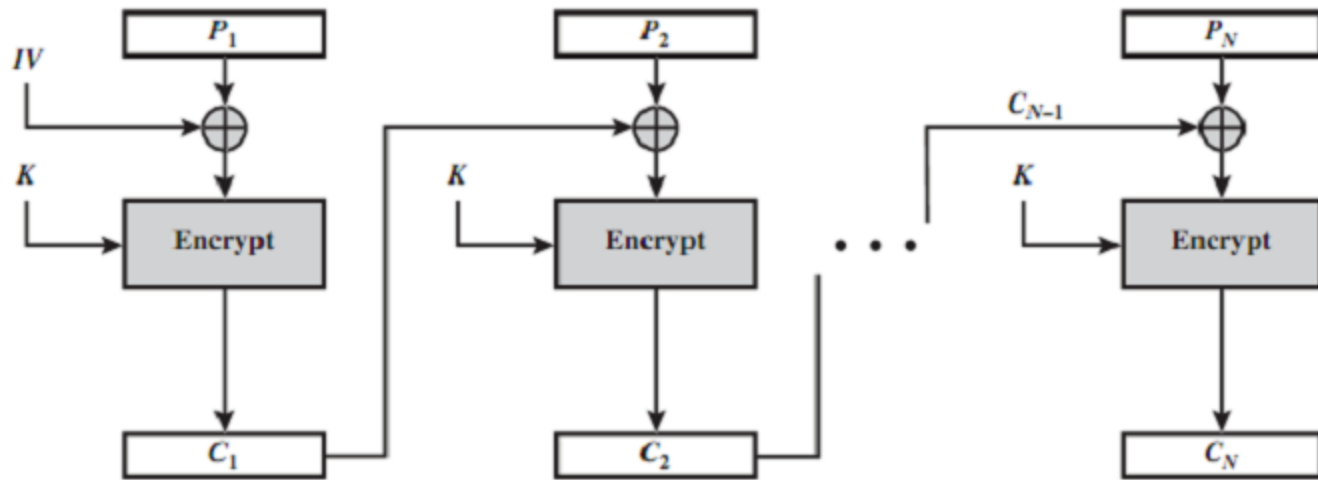 P₁ P₂ Pₙ
IV
Cₙ₋₁
K K K
Encrypt Encrypt Encrypt
• • •
C₁ C₂ Cₙ